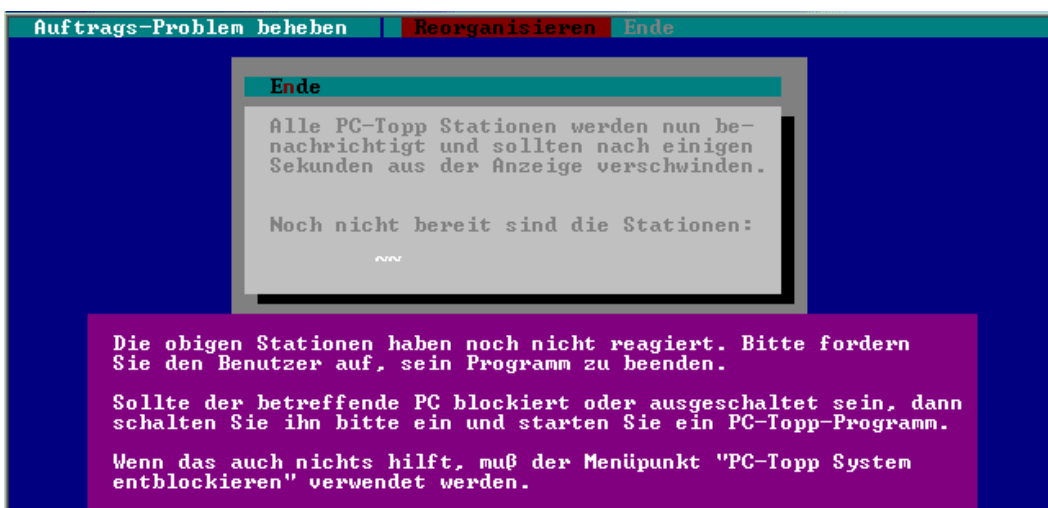 Auftrags-Problem beheben Reorganisieren Ende
Ende
Alle PC-Topp Stationen werden nun be-
nachrichtigt und sollten nach einigen
Sekunden aus der Anzeige verschwinden.
Noch nicht bereit sind die Stationen:
~~
Die obigen Stationen haben noch nicht reagiert. Bitte fordern
Sie den Benutzer auf, sein Programm zu beenden.
Sollte der betreffende PC blockiert oder ausgeschaltet sein, dann
schalten Sie ihn bitte ein und starten Sie ein PC-Topp-Programm.
Wenn das auch nichts hilft, muß der Menüpunkt "PC-Topp System
entblockieren" verwendet werden.